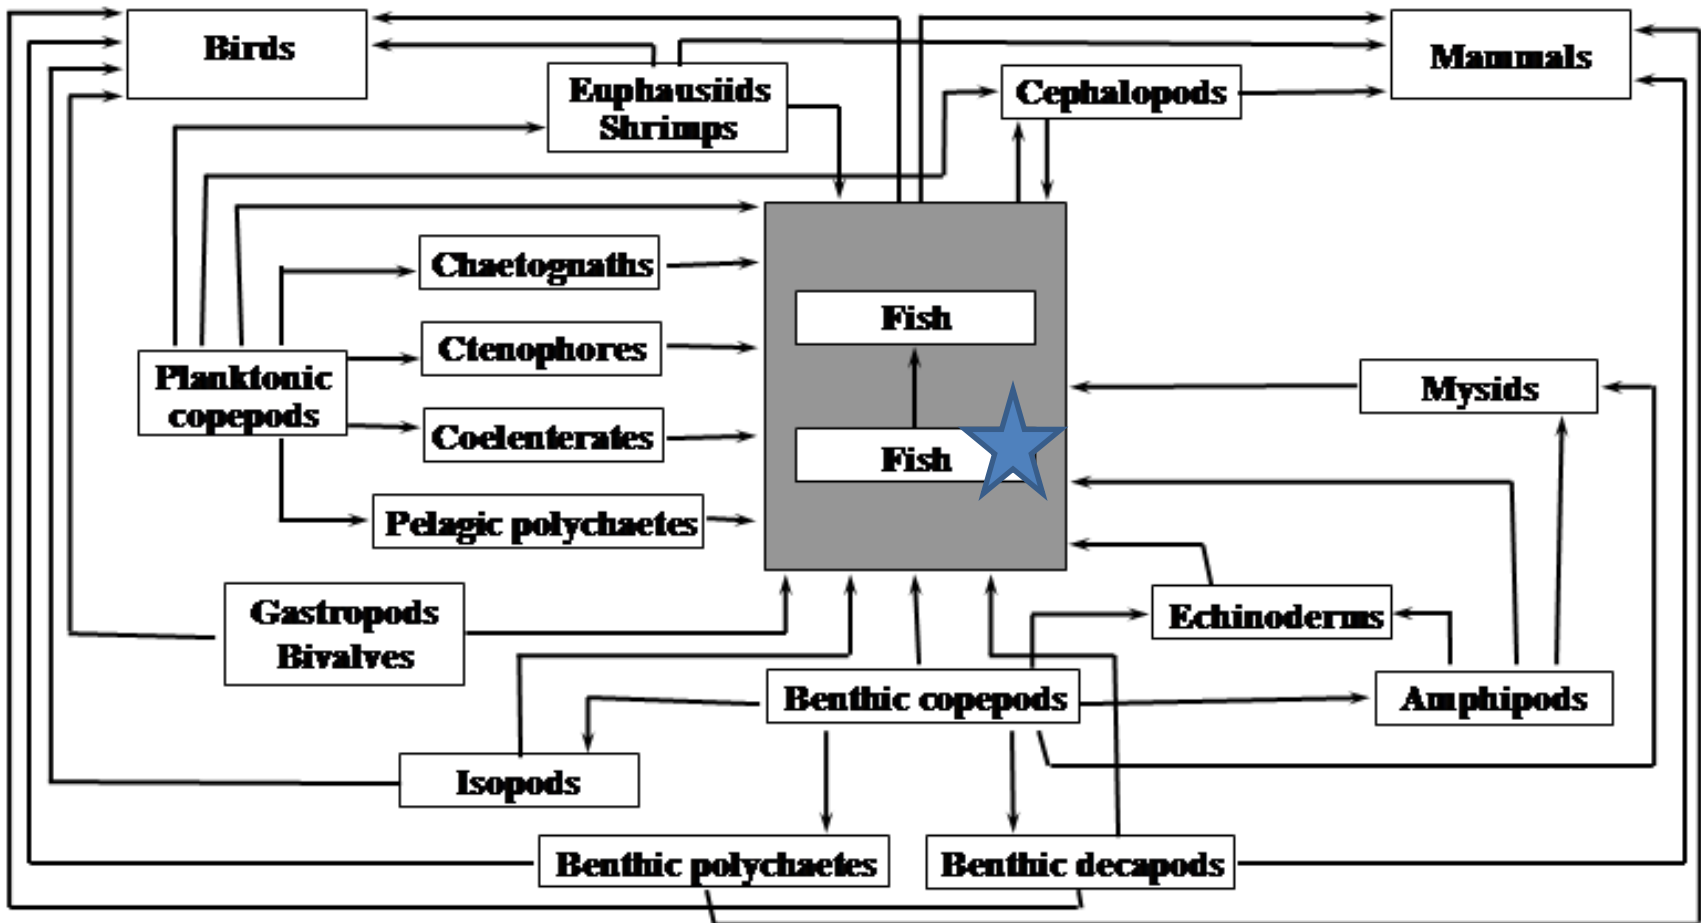 Birds
Mammals
Euphausiids
Shrimps
Cephalopods
Chaetognaths
Fish
Ctenophores
Planktonic
copepods
Mysids
Coelenterates
Fish
Pelagic polychaetes
Gastropods
Bivalves
Echinoderms
Benthic copepods
Amphipods
Isopods
Benthic polychaetes
Benthic decapods